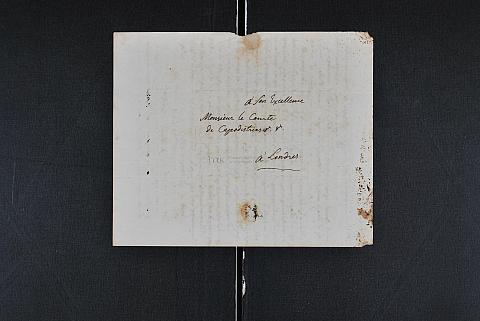 à Son Excellence
Monsieur le Comte
de Capodistrias &. &.
à Londres